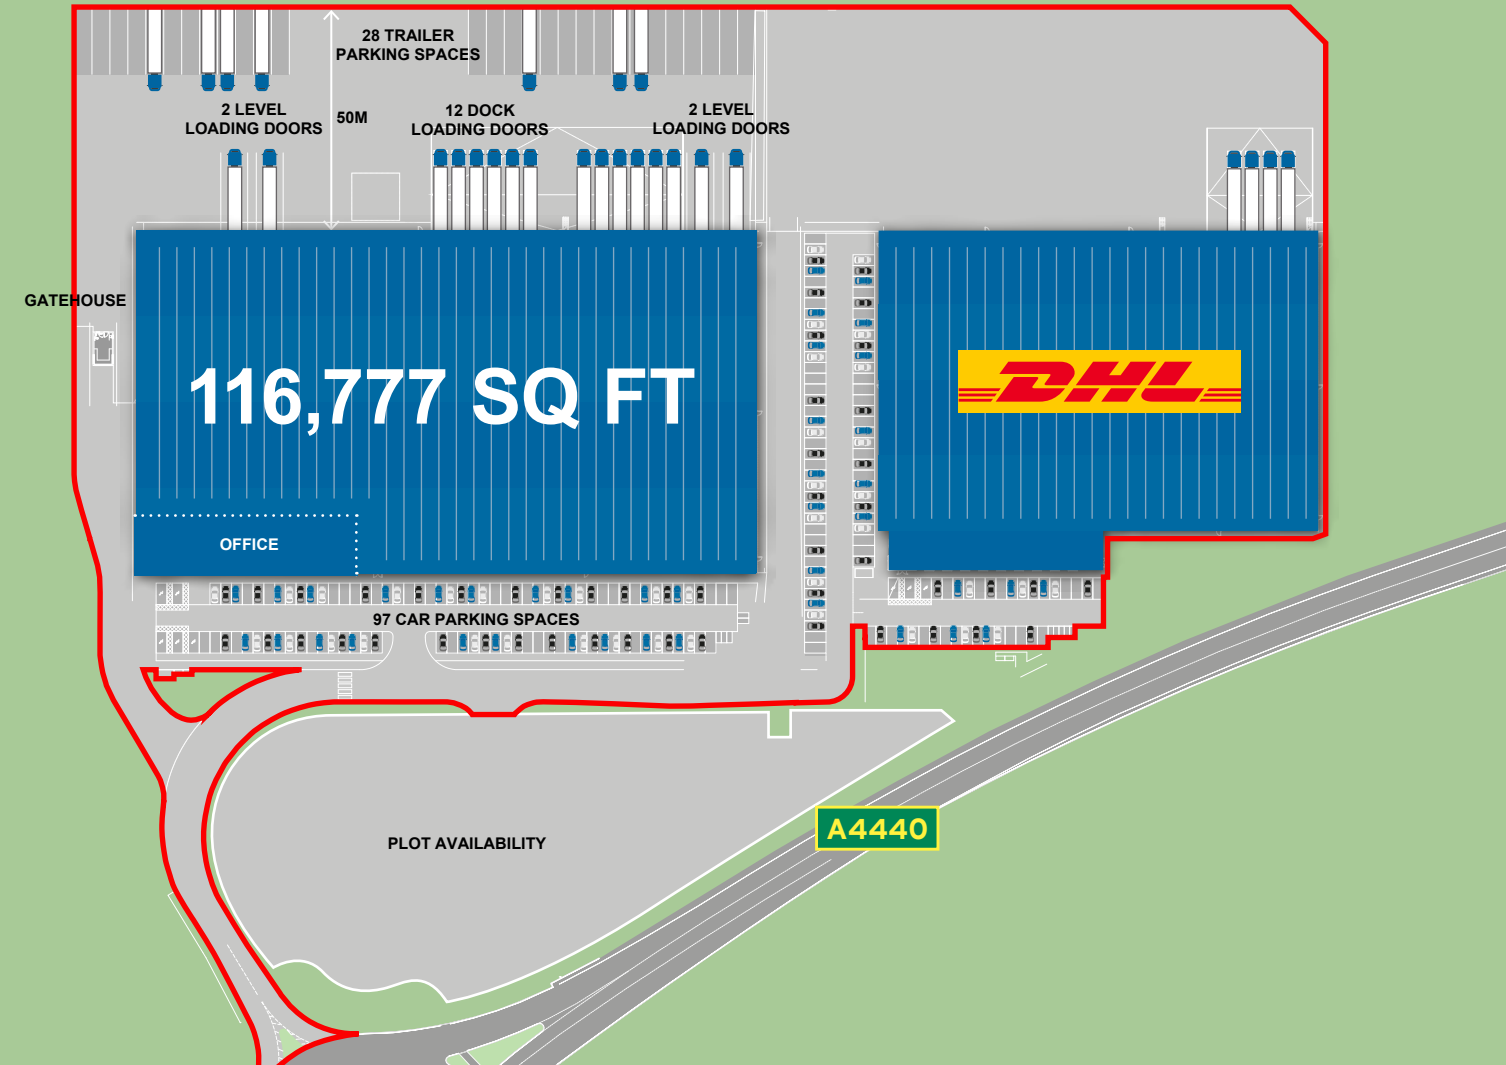 28 TRAILER
PARKING SPACES
2 LEVEL
LOADING DOORS
50M
12 DOCK
LOADING DOORS
2 LEVEL
LOADING DOORS
GATEHOUSE
116,777 SQ FT
DHL
OFFICE
97 CAR PARKING SPACES
A4440
PLOT AVAILABILITY